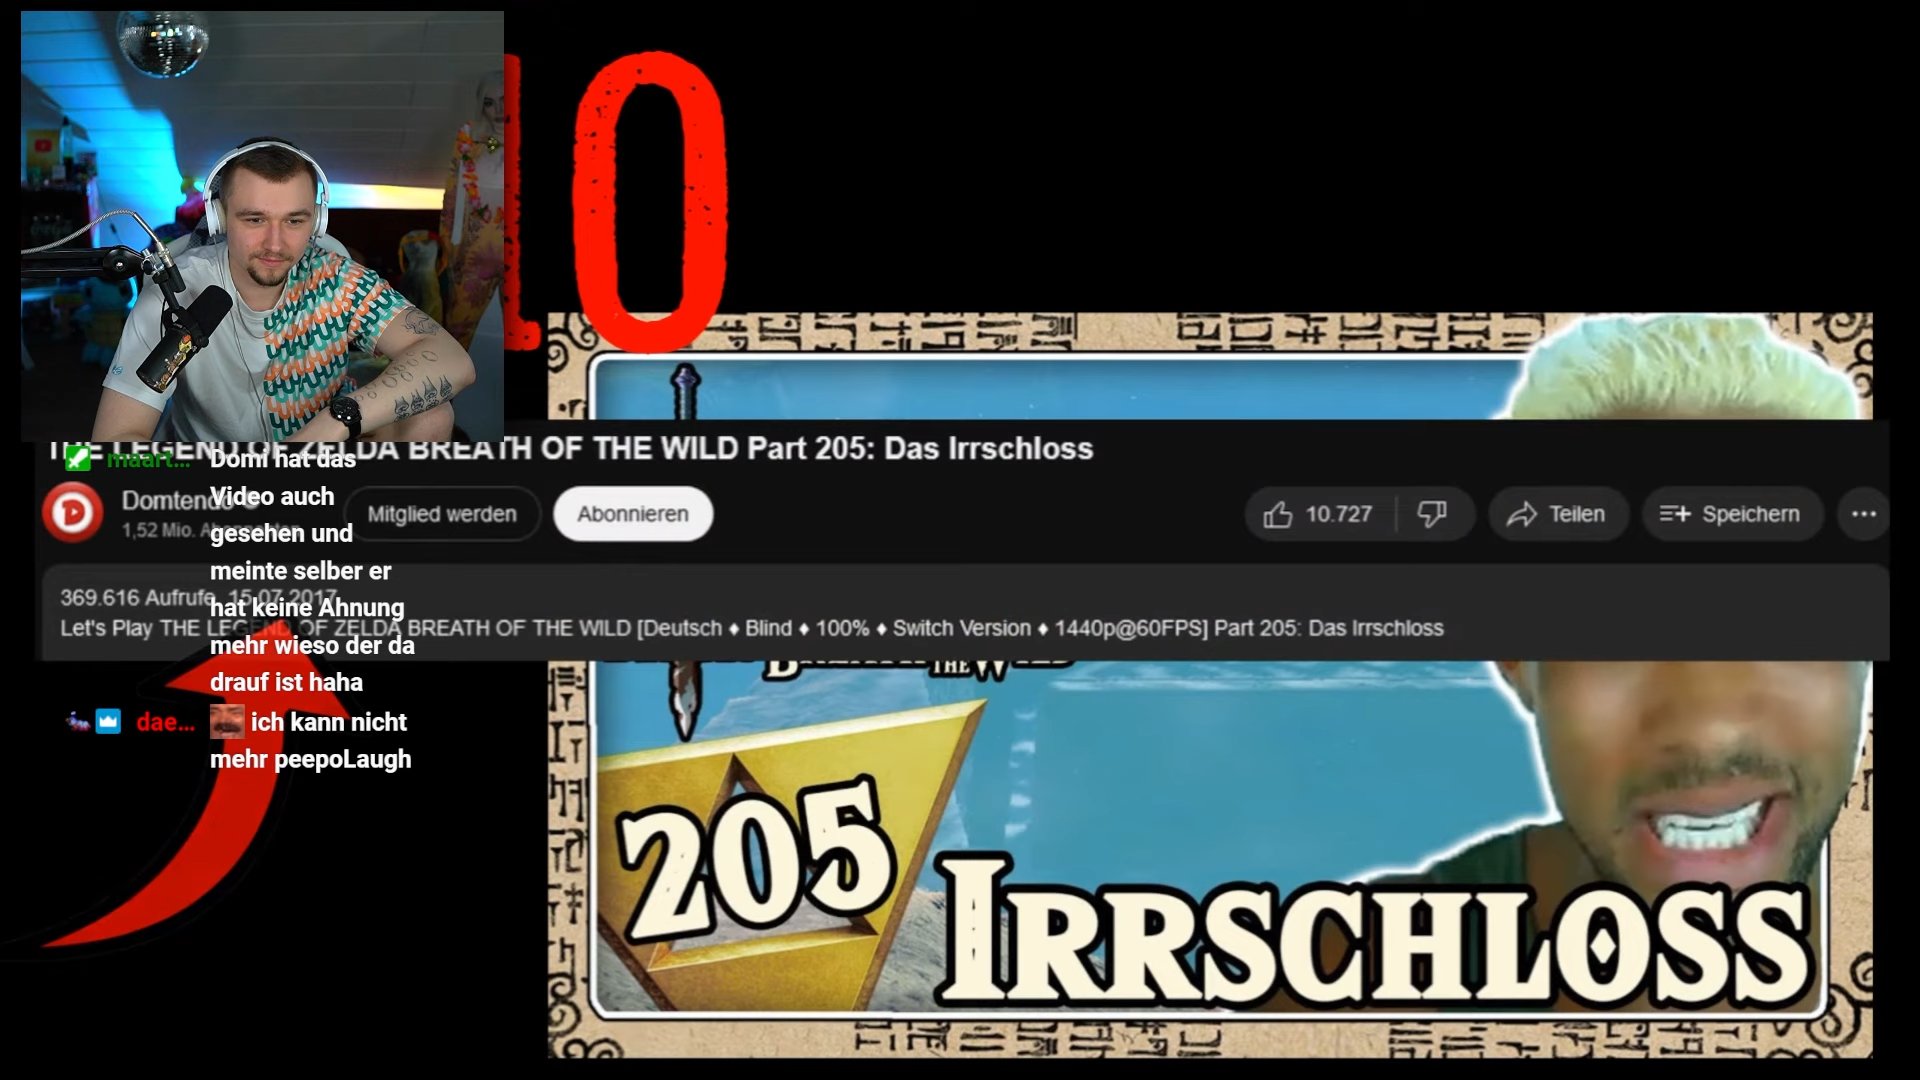 10
THE LEGEND OF ZELDA BREATH OF THE WILD Part 205: Das Irrschloss
Domtendo
Mitglied werden
Abonnieren
10.727
Teilen
Speichern
1,52 Mio.
369.616 Aufrufe 15.07.2017
Let's Play THE LEGEND OF ZELDA BREATH OF THE WILD [Deutsch ♦ Blind ♦ 100% ♦ Switch Version ♦ 1440p@60FPS] Part 205: Das Irrschloss
maart... Domi hat das
Video auch
gesehen und
meinte selber er
hat keine Ahnung
mehr wieso der da
drauf ist haha
dae... ich kann nicht
mehr peepoLaugh
205
IRRSCHLOSS